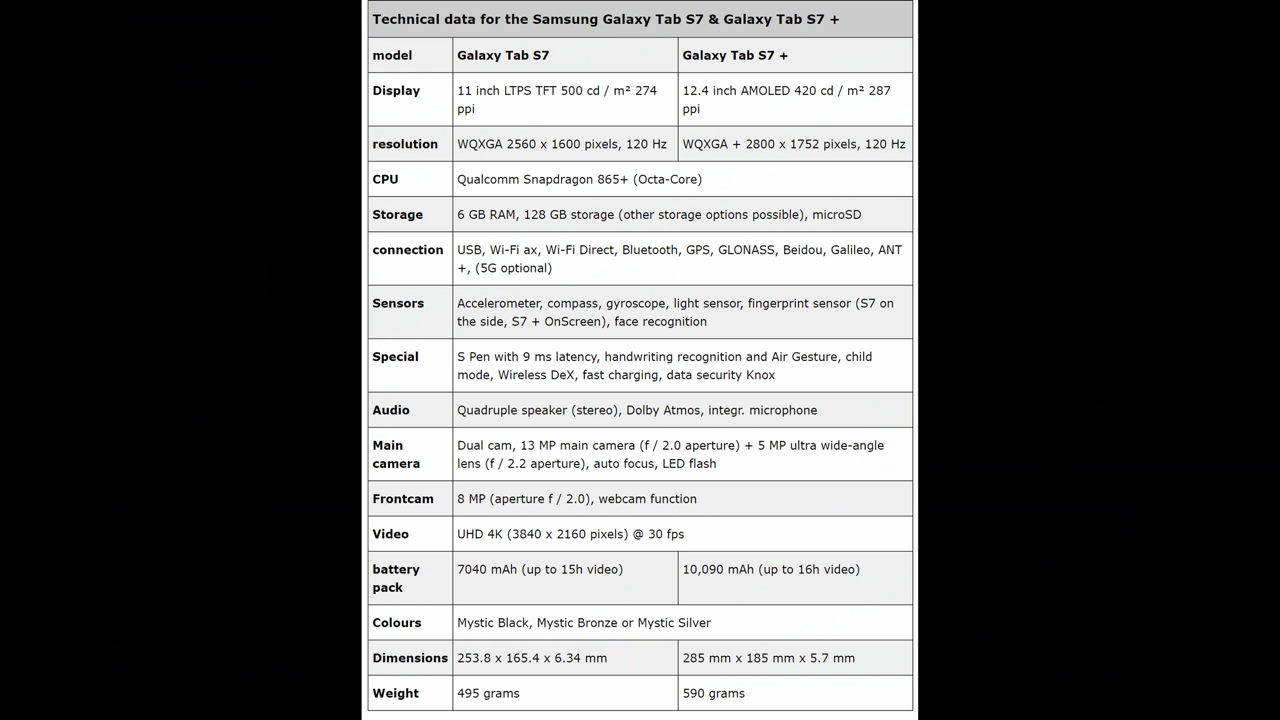 Technical data for the Samsung Galaxy Tab S7 & Galaxy Tab S7 +
model Galaxy Tab S7 Galaxy Tab S7 +
Display 11 inch LTPS TFT 500 cd / m² 274 ppi 12.4 inch AMOLED 420 cd / m² 287 ppi
resolution WQXGA 2560 x 1600 pixels, 120 Hz WQXGA + 2800 x 1752 pixels, 120 Hz
CPU Qualcomm Snapdragon 865+ (Octa-Core)
Storage 6 GB RAM, 128 GB storage (other storage options possible), microSD
connection USB, Wi-Fi ax, Wi-Fi Direct, Bluetooth, GPS, GLONASS, Beidou, Galileo, ANT
+, (5G optional)
Sensors Accelerometer, compass, gyroscope, light sensor, fingerprint sensor (S7 on
the side, S7 + OnScreen), face recognition
Special S Pen with 9 ms latency, handwriting recognition and Air Gesture, child
mode, Wireless DeX, fast charging, data security Knox
Audio Quadruple speaker (stereo), Dolby Atmos, integr. microphone
Main camera Dual cam, 13 MP main camera (f / 2.0 aperture) + 5 MP ultra wide-angle
lens (f / 2.2 aperture), auto focus, LED flash
Frontcam 8 MP (aperture f / 2.0), webcam function
Video UHD 4K (3840 x 2160 pixels) @ 30 fps
battery pack 7040 mAh (up to 15h video) 10,090 mAh (up to 16h video)
Colours Mystic Black, Mystic Bronze or Mystic Silver
Dimensions 253.8 x 165.4 x 6.34 mm 285 mm x 185 mm x 5.7 mm
Weight 495 grams 590 grams